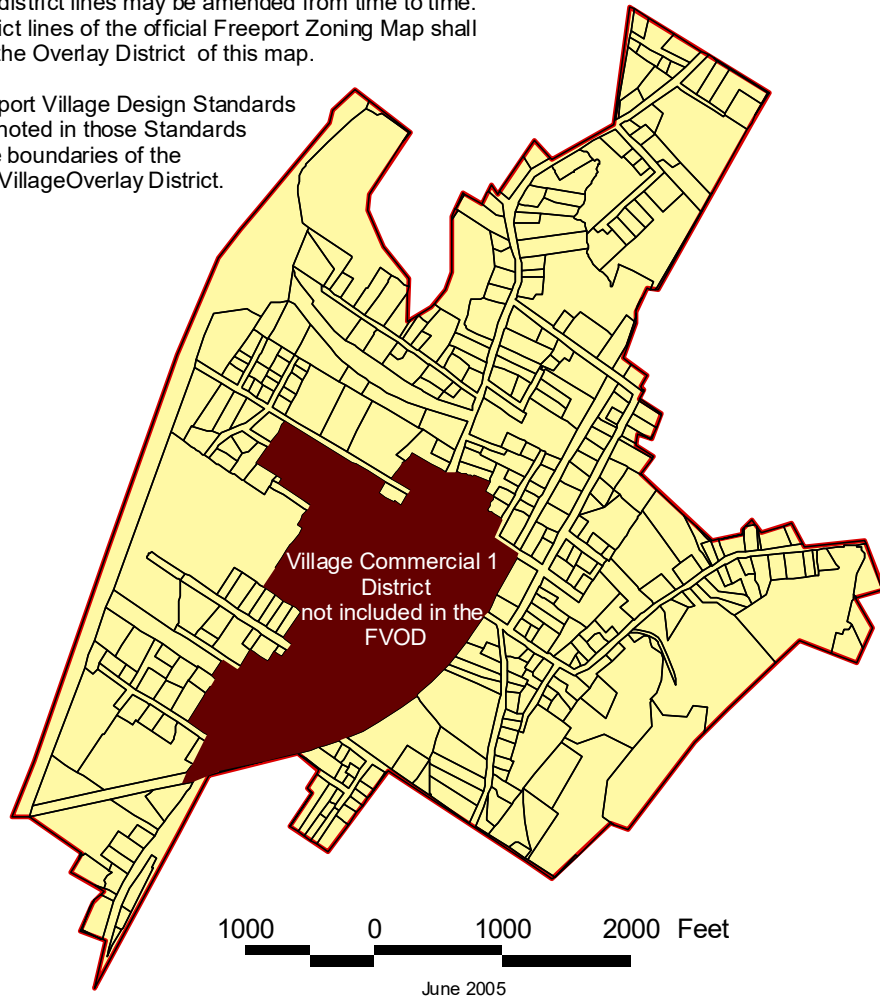 district lines may be amended from time to time.
ict lines of the official Freeport Zoning Map shall
the Overlay District of this map.
port Village Design Standards
noted in those Standards
e boundaries of the
VillageOverlay District.
Village Commercial 1
District
not included in the
FVOD
1000 0 1000 2000 Feet
June 2005